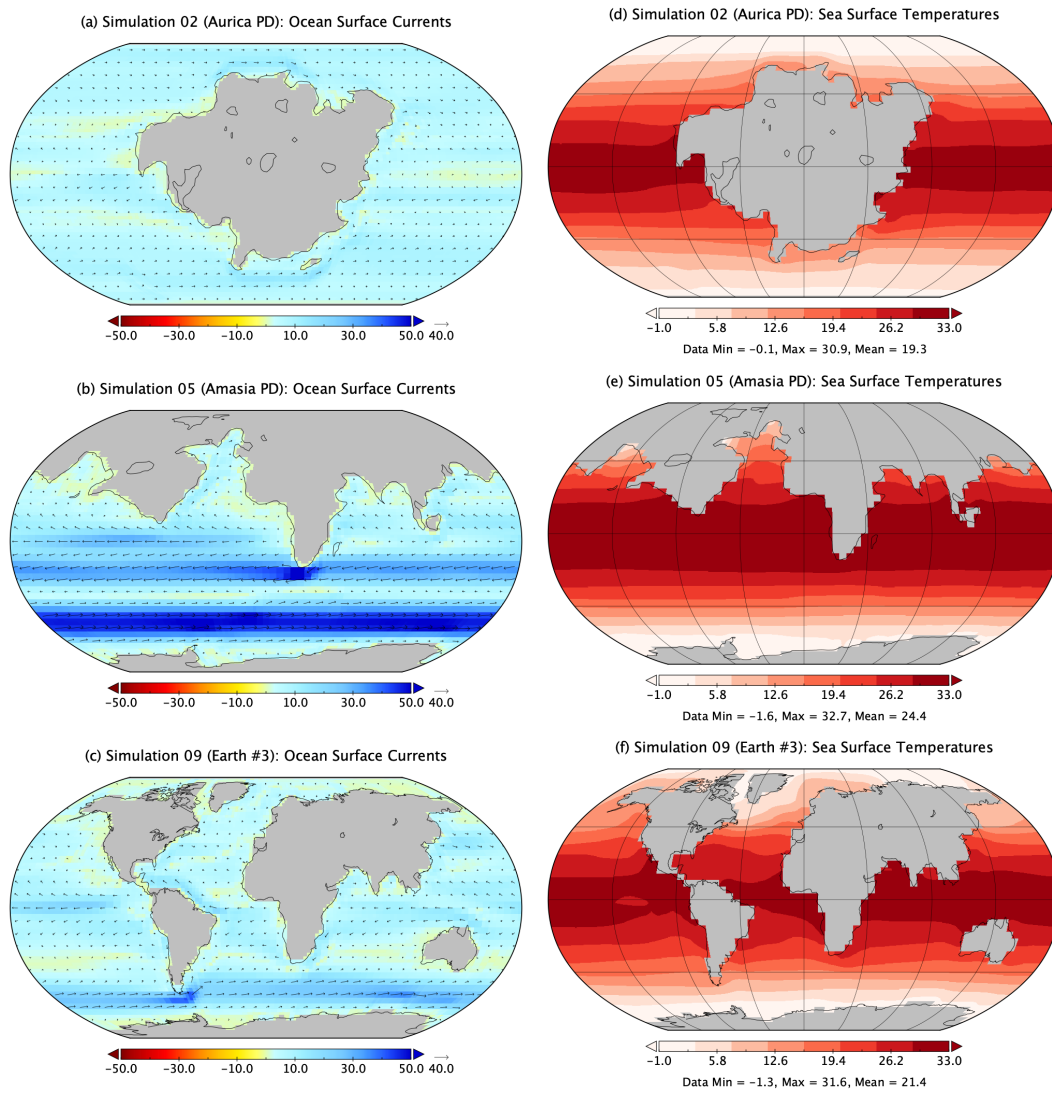 (a) Simulation 02 (Aurica PD): Ocean Surface Currents
−50.0 −30.0 −10.0 10.0 30.0 50.0 40.0
(d) Simulation 02 (Aurica PD): Sea Surface Temperatures
−1.0 5.8 12.6 19.4 26.2 33.0
Data Min = −0.1, Max = 30.9, Mean = 19.3
(b) Simulation 05 (Amasia PD): Ocean Surface Currents
−50.0 −30.0 −10.0 10.0 30.0 50.0 40.0
(e) Simulation 05 (Amasia PD): Sea Surface Temperatures
−1.0 5.8 12.6 19.4 26.2 33.0
Data Min = −1.6, Max = 32.7, Mean = 24.4
(c) Simulation 09 (Earth #3): Ocean Surface Currents
−50.0 −30.0 −10.0 10.0 30.0 50.0 40.0
(f) Simulation 09 (Earth #3): Sea Surface Temperatures
−1.0 5.8 12.6 19.4 26.2 33.0
Data Min = −1.3, Max = 31.6, Mean = 21.4